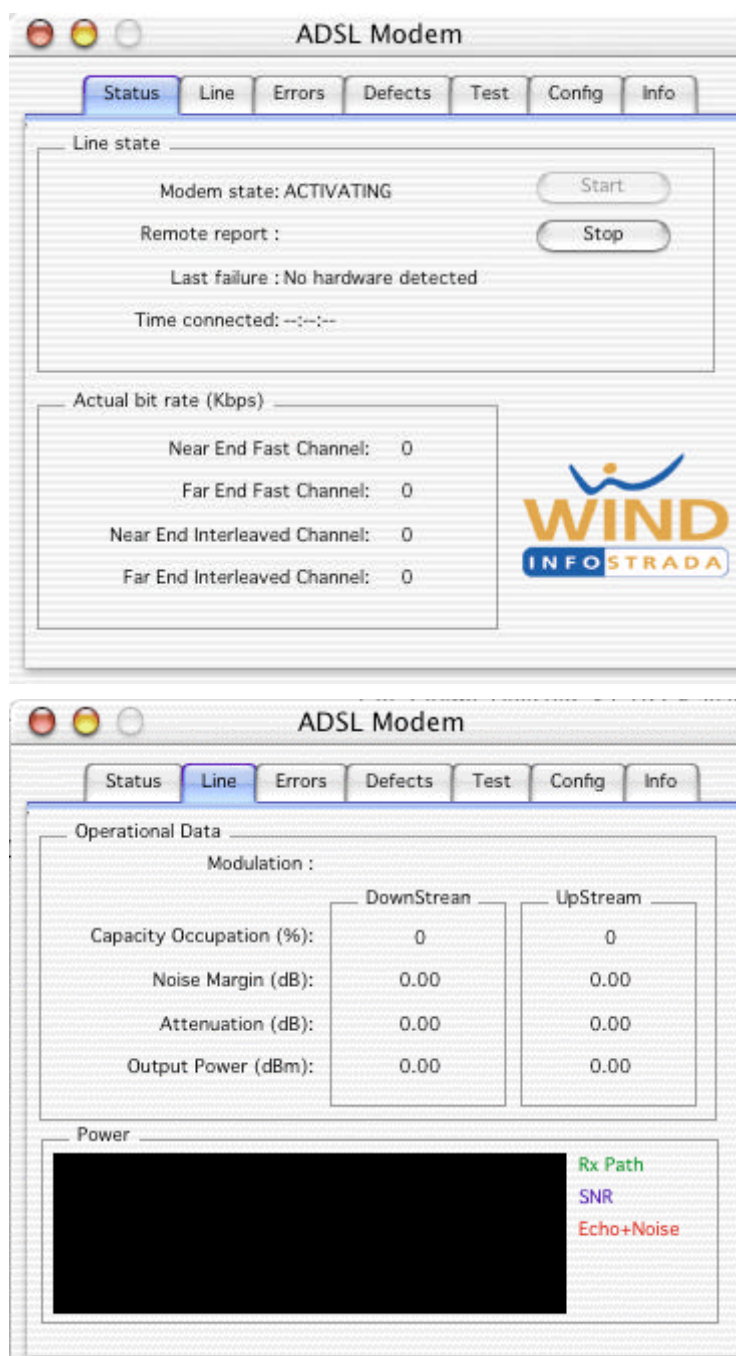 ADSL Modem
Status Line Errors Defects Test Config Info
Line state
Modem state: ACTIVATING Start
Remote report : Stop
Last failure : No hardware detected
Time connected: --:--:--
Actual bit rate (Kbps)
Near End Fast Channel: 0
Far End Fast Channel: 0
Near End Interleaved Channel: 0
Far End Interleaved Channel: 0
WIND
INFOSTRADA
ADSL Modem
Status Line Errors Defects Test Config Info
Operational Data
Modulation :
DownStrean UpStream
Capacity Occupation (%): 0 0
Noise Margin (dB): 0.00 0.00
Attenuation (dB): 0.00 0.00
Output Power (dBm): 0.00 0.00
Power
Rx Path
SNR
Echo+Noise